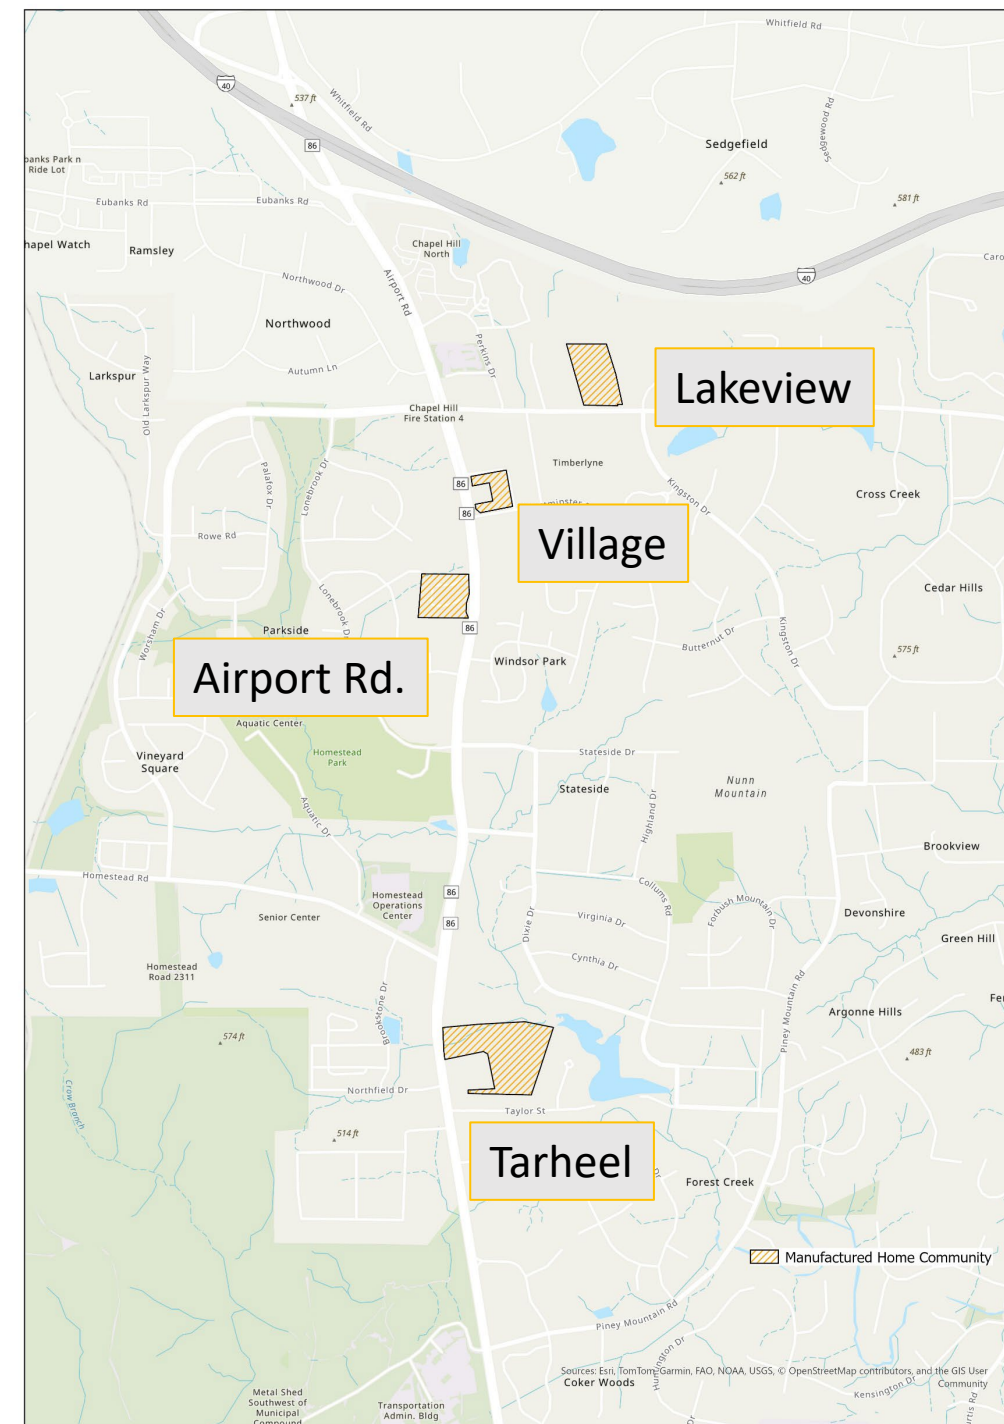 Whitfield Rd
40
537 ft
Whitfield Rd
86
Sedgewood Rd
Sedgefield
562 ft
581 ft
Ride Lot
Park n
Eubanks Rd
Eubanks Rd
Watch
Ramsley
Chapel Hill
North
40
Northwood Dr
Airport Rd
Northwood
Perkins Dr
Larkspur
Old Larkspur Way
Autumn Ln
Lakeview
Chapel Hill
Fire Station 4
Timberlyne
Palafox Dr
Lonebrook Dr
86
Kingston Dr
Cross Creek
86
Rowe Rd
Village
Cedar Hills
Lonebrook Dr
Worsham Dr
Parkside
86
Butternut Dr
Kingston Dr
575 ft
Windsor Park
Airport Rd.
Aquatic Center
Homestead
Park
Vineyard
Square
Stateside Dr
Stateside
Nunn
Mountain
Highland Dr
Aquatic Dr
Brookview
Homestead Rd
86
Homestead
Operations
Center
Collums Rd
Forbush Mountain Dr
Senior Center
86
Dixie Dr
Virginia Dr
Devonshire
Green Hill
Cynthia Dr
Homestead
Road 2311
Piney Mountain Rd
Argonne Hills
574 ft
483 ft
Crow Branch
Northfield Dr
Taylor St
514 ft
Tarheel
Dr
Forest Creek
Manufactured Home Community
Piney Mountain Rd
Sources: Esri, TomTom, Garmin, FAO, NOAA, USGS, © OpenStreetMap contributors, and the GIS User
Community
Coker Woods
Kensington Dr
Metal Shed
Southwest of
Municipal
Compound
Transportation
Admin. Bldg
Dr